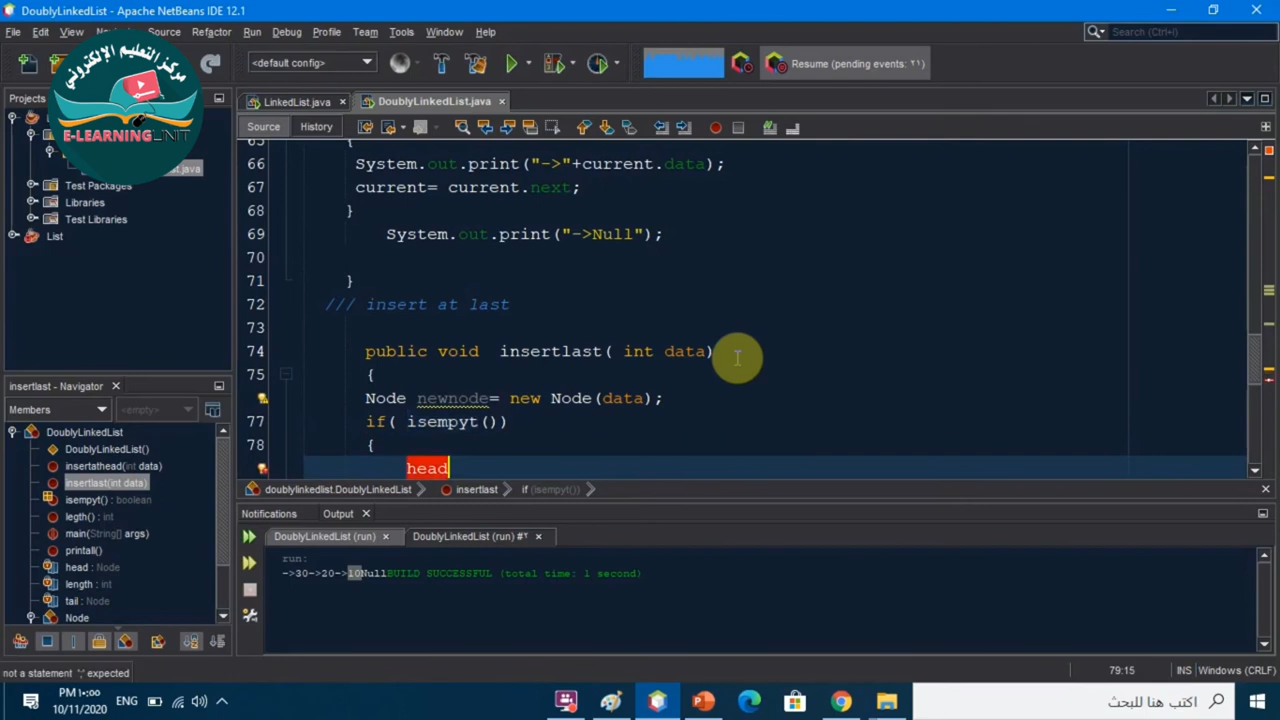 DoublyLinkedList - Apache NetBeans IDE 12.1
File Edit View Source Refactor Run Debug Profile Team Tools Window Help
Search (Ctrl+I)
مركز التعليم الإلكتروني
E-LEARNING UNIT
<default config>
Resume (pending events: ٢١)
Projects
LinkedList.java
DoublyLinkedList.java
Source History
Test Packages
Libraries
Test Libraries
List
65 {
66 System.out.print("->"+current.data);
67 current= current.next;
68 }
69 System.out.print("->Null");
70
71 }
72 /// insert at last
73
74 public void insertlast( int data)
75 {
Node newnode= new Node(data);
77 if( isempyt())
78 {
head
insertlast - Navigator
Members <empty>
DoublyLinkedList
DoublyLinkedList()
insertathead(int data)
insertlast(int data)
isempyt() : boolean
legth() : int
main(String[] args)
printall()
head : Node
length : int
tail : Node
Node
doublylinkedlist.DoublyLinkedList insertlast if (isempyt())
Notifications Output
DoublyLinkedList (run) DoublyLinkedList (run) #٢
run:
->30->20->10NullBUILD SUCCESSFUL (total time: 1 second)
not a statement ';' expected
79:15 INS Windows (CRLF)
PM ١٠:٠٠
10/11/2020
ENG
اكتب هنا للبحث